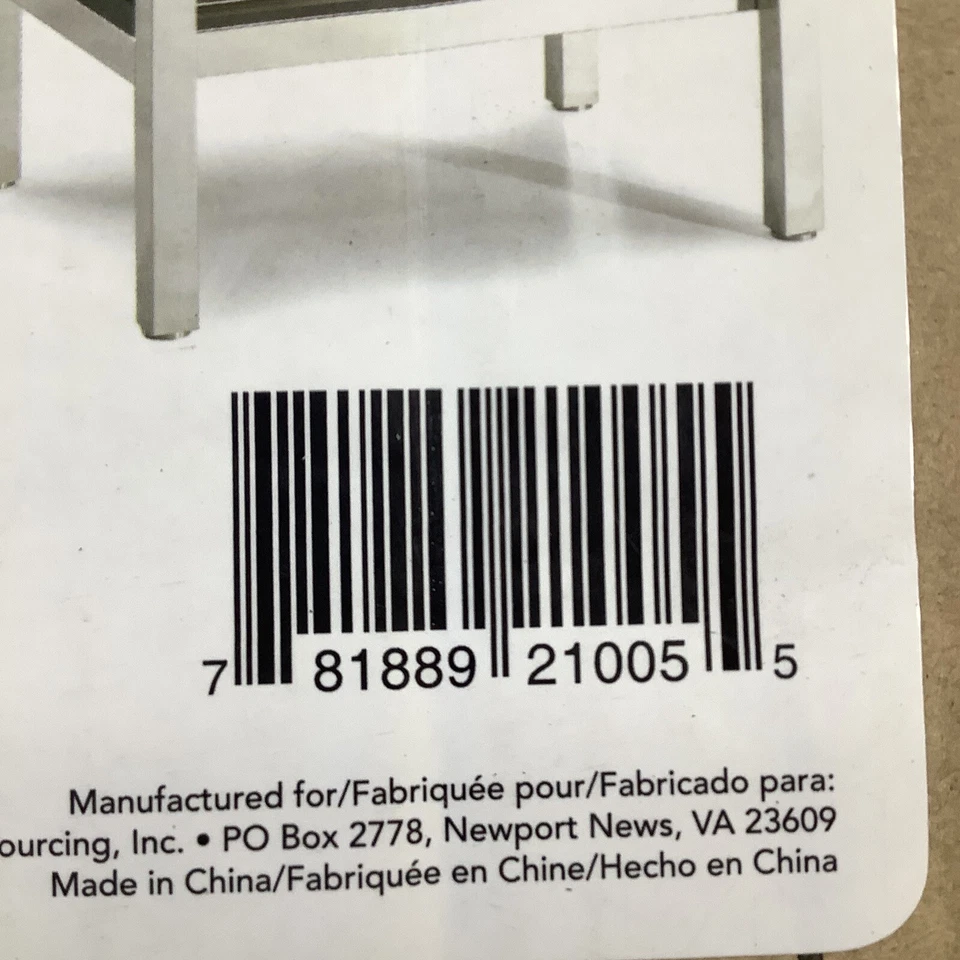 7 81889 21005 5
Manufactured for/Fabriquée pour/Fabricado para:
ourcing, Inc. • PO Box 2778, Newport News, VA 23609
Made in China/Fabriquée en Chine/Hecho en China